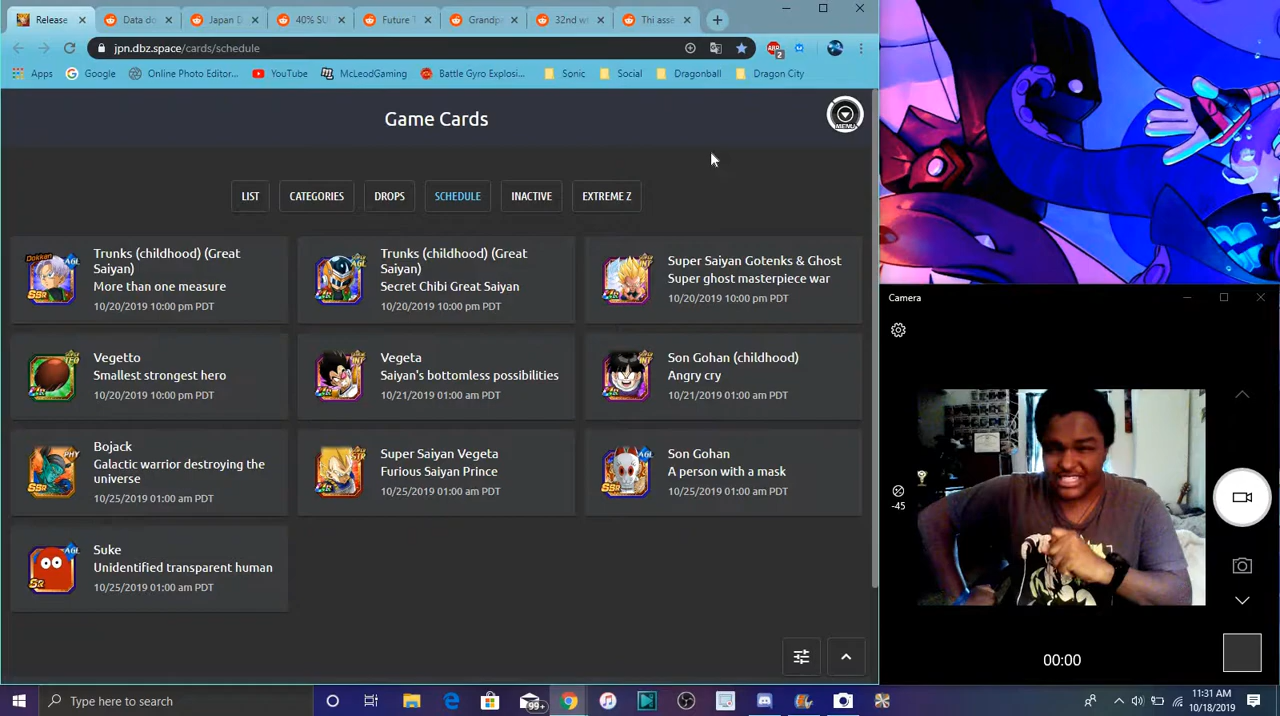 Release
Data do
Japan D
40% SU
Future T
Grandp
32nd w
Thi asse
jpn.dbz.space/cards/schedule
Apps
Google
Online Photo Editor...
YouTube
McLeodGaming
Battle Gyro Explosi...
Sonic
Social
Dragonball
Dragon City
Game Cards
MENU
LIST
CATEGORIES
DROPS
SCHEDULE
INACTIVE
EXTREME Z
Trunks (childhood) (Great
Saiyan)
More than one measure
10/20/2019 10:00 pm PDT
Trunks (childhood) (Great
Saiyan)
Secret Chibi Great Saiyan
10/20/2019 10:00 pm PDT
Super Saiyan Gotenks & Ghost
Super ghost masterpiece war
10/20/2019 10:00 pm PDT
Vegetto
Smallest strongest hero
10/20/2019 10:00 pm PDT
Vegeta
Saiyan's bottomless possibilities
10/21/2019 01:00 am PDT
Son Gohan (childhood)
Angry cry
10/21/2019 01:00 am PDT
Bojack
Galactic warrior destroying the
universe
10/25/2019 01:00 am PDT
Super Saiyan Vegeta
Furious Saiyan Prince
10/25/2019 01:00 am PDT
Son Gohan
A person with a mask
10/25/2019 01:00 am PDT
Suke
Unidentified transparent human
10/25/2019 01:00 am PDT
Camera
-45
00:00
Type here to search
99+
11:31 AM
10/18/2019